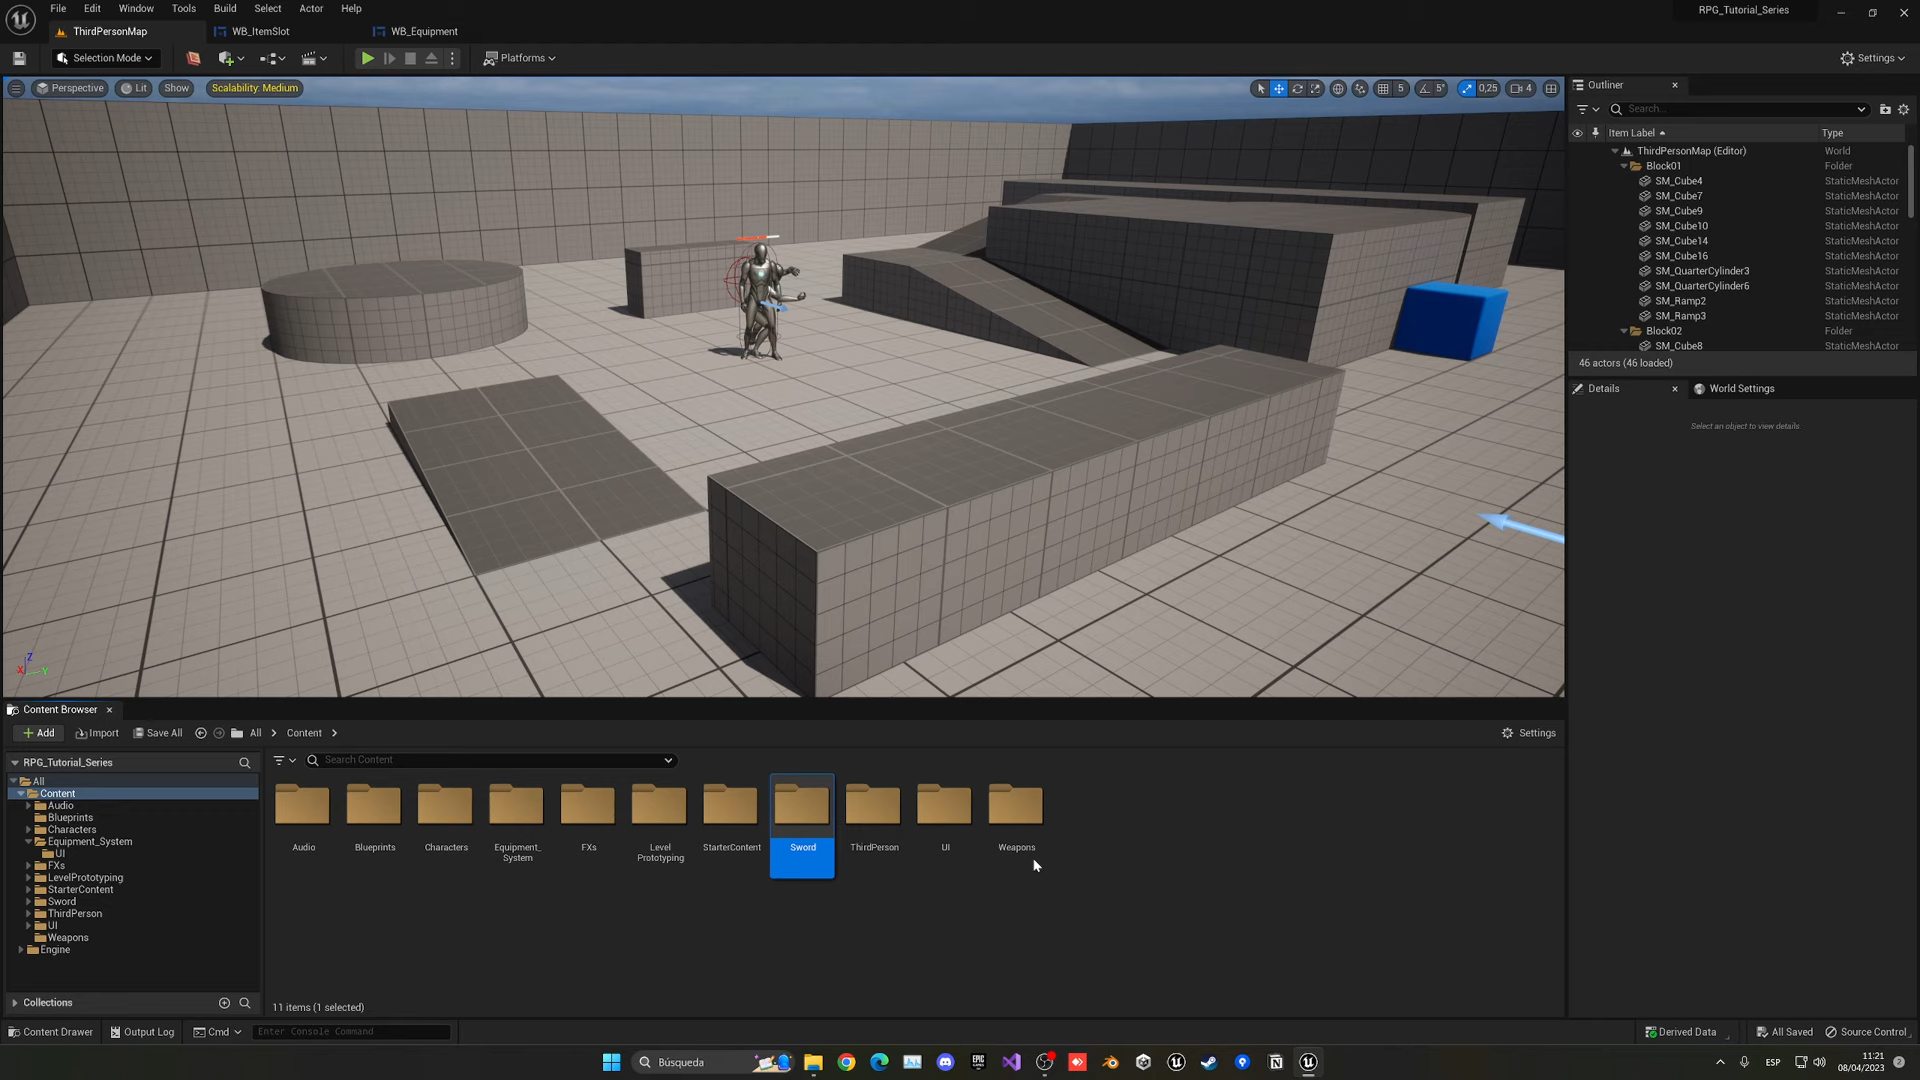 File Edit Window Tools Build Select Actor Help
RPG_Tutorial_Series
ThirdPersonMap WB_ItemSlot WB_Equipment
Selection Mode Platforms Settings
Perspective Lit Show Scalability: Medium 5 5° 0,25 4
Outliner
Search...
Item Label Type
ThirdPersonMap (Editor) World
Block01 Folder
SM_Cube4 StaticMeshActor
SM_Cube7 StaticMeshActor
SM_Cube9 StaticMeshActor
SM_Cube10 StaticMeshActor
SM_Cube14 StaticMeshActor
SM_Cube16 StaticMeshActor
SM_QuarterCylinder3 StaticMeshActor
SM_QuarterCylinder6 StaticMeshActor
SM_Ramp2 StaticMeshActor
SM_Ramp3 StaticMeshActor
Block02 Folder
SM_Cube8 StaticMeshActor
46 actors (46 loaded)
Details World Settings
Select an object to view details
Z
X Y
Content Browser
Add Import Save All All Content Settings
RPG_Tutorial_Series
Search Content
All
Content
Audio
Blueprints
Characters
Equipment_System
UI
FXs
LevelPrototyping
StarterContent
Sword
ThirdPerson
UI
Weapons
Engine
Audio Blueprints Characters Equipment_ FXs Level StarterContent Sword ThirdPerson UI Weapons
System Prototyping
Collections
11 items (1 selected)
Content Drawer Output Log Cmd Enter Console Command Derived Data All Saved Source Control
Búsqueda
EPIC
ESP
11:21
08/04/2023
2